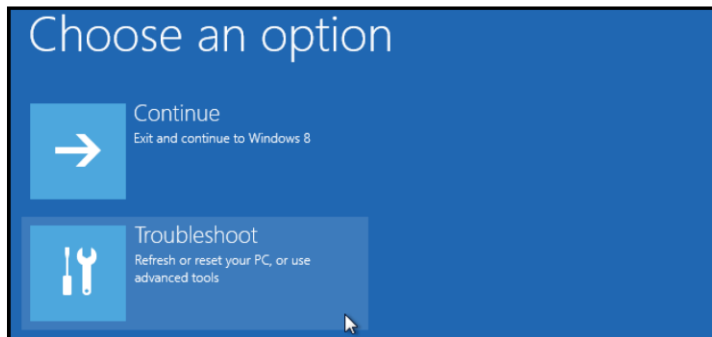 Choose an option
Continue
Exit and continue to Windows 8
Troubleshoot
Refresh or reset your PC, or use
advanced tools